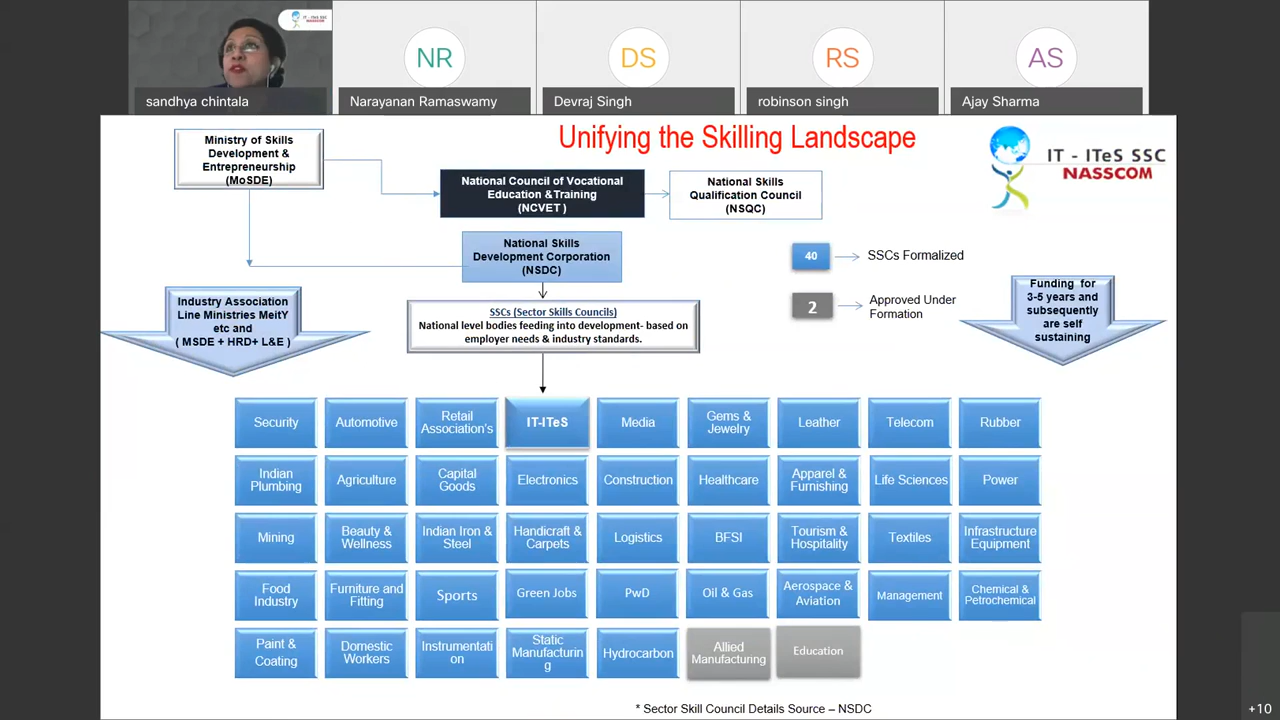 IT - ITeS SSC
NASSCOM
NR
DS
RS
AS
sandhya chintala
Narayanan Ramaswamy
Devraj Singh
robinson singh
Ajay Sharma
Unifying the Skilling Landscape
IT - ITeS SSC
NASSCOM
Ministry of Skills
Development &
Entrepreneurship
(MoSDE)
National Council of Vocational
Education &Training
(NCVET )
National Skills
Qualification Council
(NSQC)
National Skills
Development Corporation
(NSDC)
40
SSCs Formalized
2
Approved Under
Formation
Industry Association
Line Ministries MeitY
etc and
( MSDE + HRD+ L&E )
SSCs (Sector Skills Councils)
National level bodies feeding into development- based on
employer needs & industry standards.
Funding for
3-5 years and
subsequently
are self
sustaining
Security
Automotive
Retail
Association's
IT-ITeS
Media
Gems &
Jewelry
Leather
Telecom
Rubber
Indian
Plumbing
Agriculture
Capital
Goods
Electronics
Construction
Healthcare
Apparel &
Furnishing
Life Sciences
Power
Mining
Beauty &
Wellness
Indian Iron &
Steel
Handicraft &
Carpets
Logistics
BFSI
Tourism &
Hospitality
Textiles
Infrastructure
Equipment
Food
Industry
Furniture and
Fitting
Sports
Green Jobs
PwD
Oil & Gas
Aerospace &
Aviation
Management
Chemical &
Petrochemical
Paint &
Coating
Domestic
Workers
Instrumentati
on
Static
Manufacturin
g
Hydrocarbon
Allied
Manufacturing
Education
* Sector Skill Council Details Source – NSDC
+10